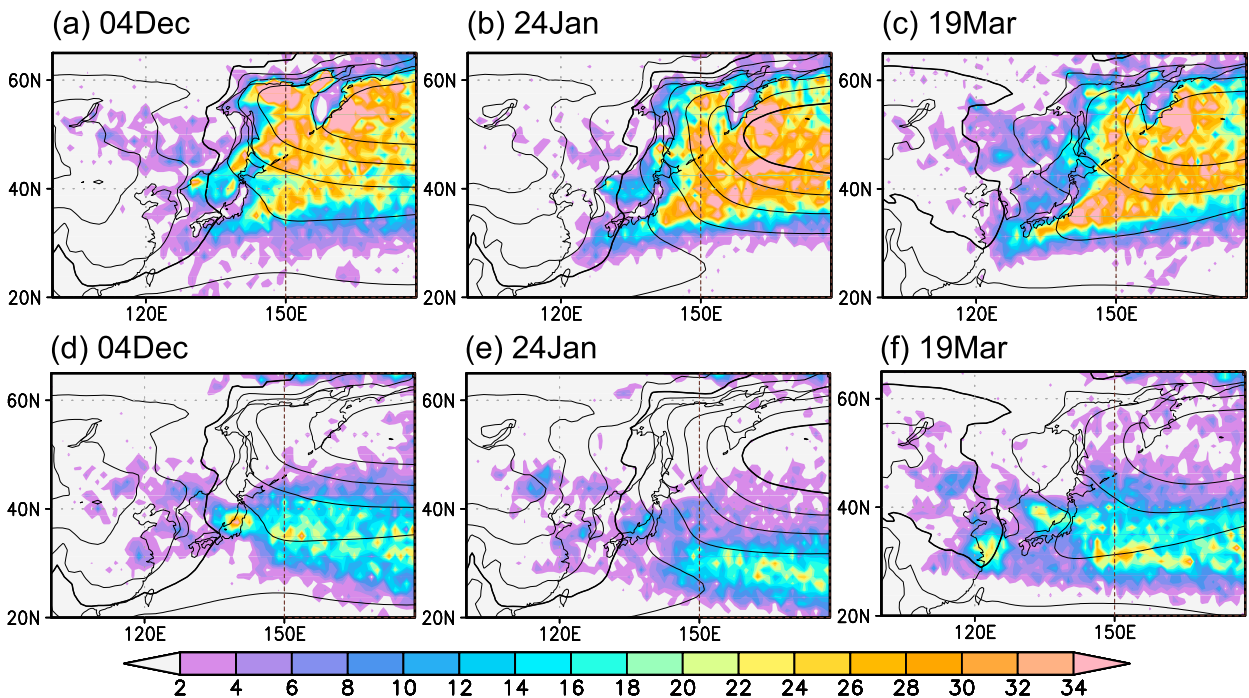 (a) 04Dec
(b) 24Jan
(c) 19Mar
60N
60N
60N
40N
40N
40N
20N
20N
20N
120E
150E
120E
150E
120E
150E
(d) 04Dec
(e) 24Jan
(f) 19Mar
60N
60N
60N
40N
40N
40N
20N
20N
20N
120E
150E
120E
150E
120E
150E
2 4 6 8 10 12 14 16 18 20 22 24 26 28 30 32 34